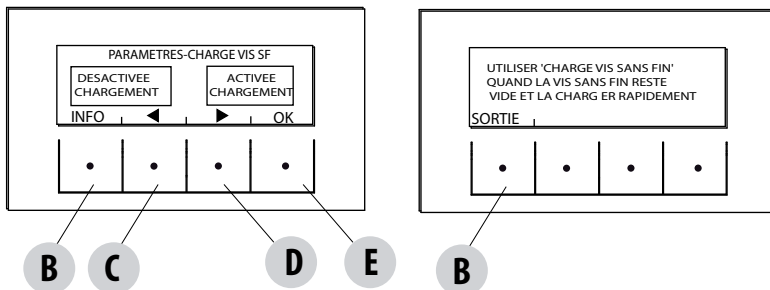 PARAMETRES-CHARGE VIS SF
DESACTIVEE CHARGEMENT
ACTIVEE CHARGEMENT
INFO ◀ ▶ OK
B C D E
UTILISER 'CHARGE VIS SANS FIN'
QUAND LA VIS SANS FIN RESTE
VIDE ET LA CHARG ER RAPIDEMENT
SORTIE
B